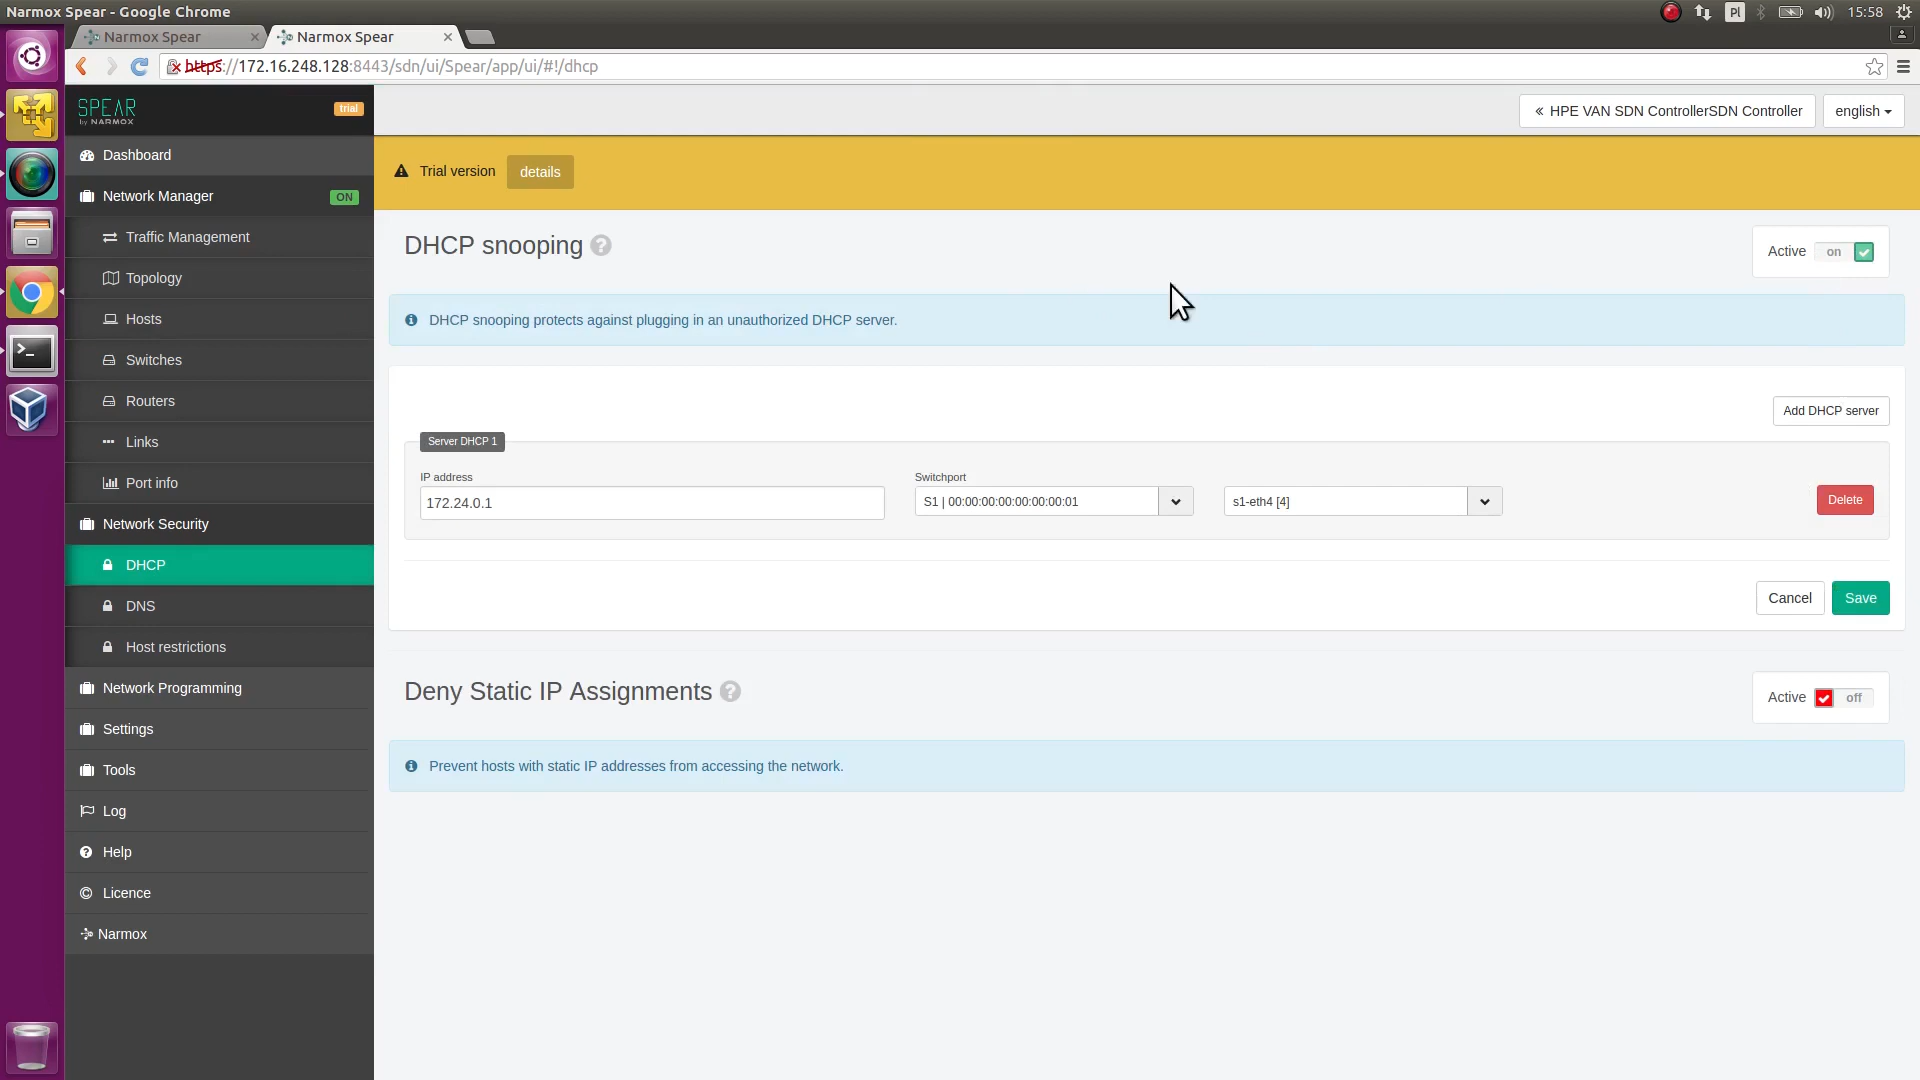 Narmox Spear - Google Chrome
Pl
15:58
Narmox Spear
Narmox Spear
https://172.16.248.128:8443/sdn/ui/Spear/app/ui/#!/dhcp
SPEAR
by NARMOX
trial
« HPE VAN SDN ControllerSDN Controller
english
Dashboard
Network Manager
ON
Traffic Management
Topology
Hosts
Switches
Routers
Links
Port info
Network Security
DHCP
DNS
Host restrictions
Network Programming
Settings
Tools
Log
Help
Licence
Narmox
Trial version
details
DHCP snooping
Active on
DHCP snooping protects against plugging in an unauthorized DHCP server.
Add DHCP server
Server DHCP 1
IP address
Switchport
172.24.0.1
S1 | 00:00:00:00:00:00:00:01
s1-eth4 [4]
Delete
Cancel
Save
Deny Static IP Assignments
Active off
Prevent hosts with static IP addresses from accessing the network.